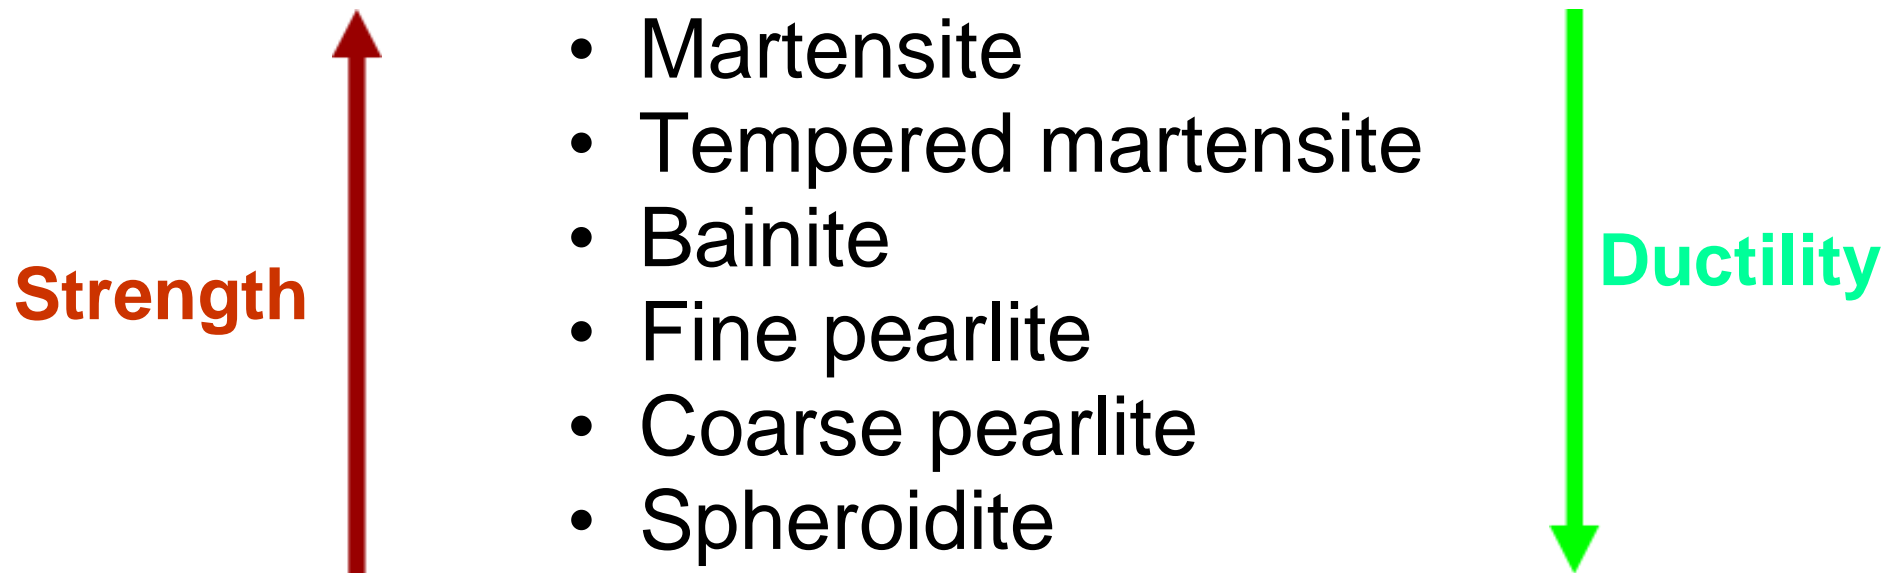 • Martensite
• Tempered martensite
• Bainite
• Fine pearlite
• Coarse pearlite
• Spheroidite
Strength
Ductility